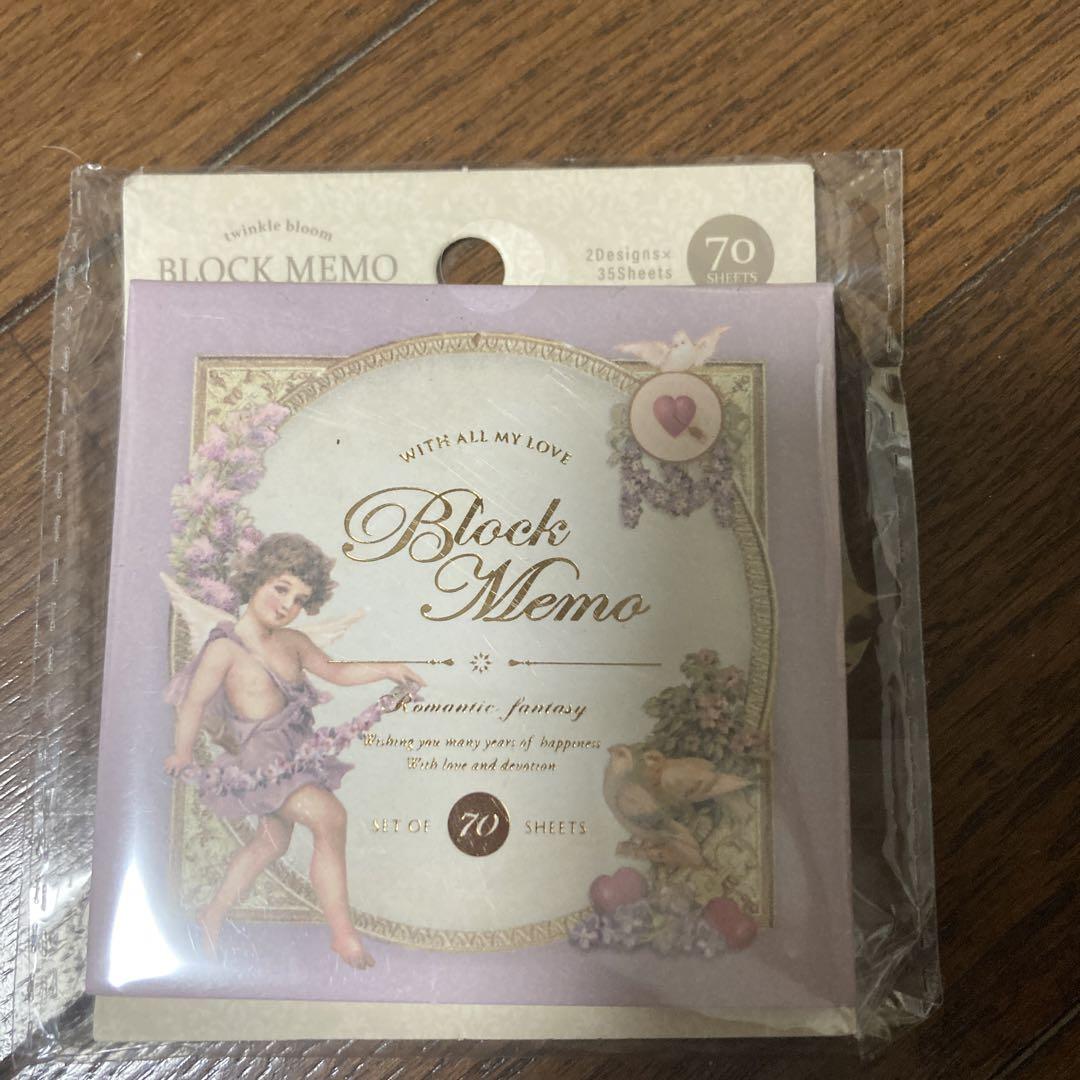 twinkle bloom
BLOCK MEMO
2Designs×
35Sheets
70
SHEETS
WITH ALL MY LOVE
Block
Memo
Romantic fantasy
Wishing you many years of happiness
With love and devotion
SET OF 70 SHEETS